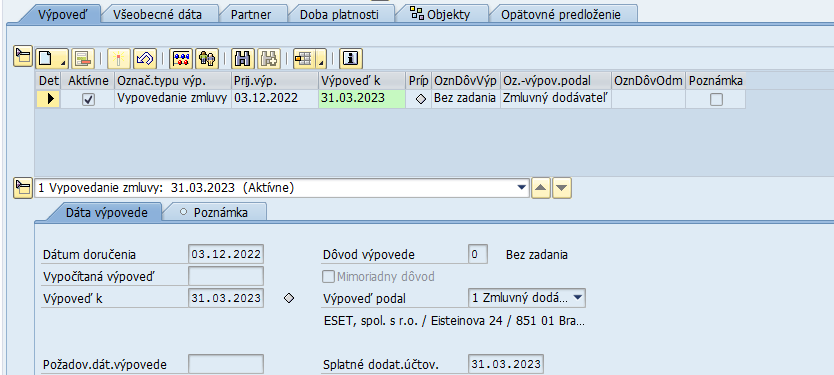 Výpoveď Všeobecné dáta Partner Doba platnosti Objekty Opätovné predloženie
Det Aktívne Označ.typu výp. Prij.výp. Výpoveď k Príp OznDôvVýp Oz.-výpov.podal OznDôvOdm Poznámka
Vypovedanie zmluvy 03.12.2022 31.03.2023 Bez zadania Zmluvný dodávateľ
1 Vypovedanie zmluvy: 31.03.2023 (Aktívne)
Dáta výpovede Poznámka
Dátum doručenia 03.12.2022 Dôvod výpovede 0 Bez zadania
Vypočítaná výpoveď Mimoriadny dôvod
Výpoveď k 31.03.2023 Výpoveď podal 1 Zmluvný dodá...
ESET, spol. s r.o. / Eisteinova 24 / 851 01 Bra...
Požadov.dát.výpovede Splatné dodat.účtov. 31.03.2023